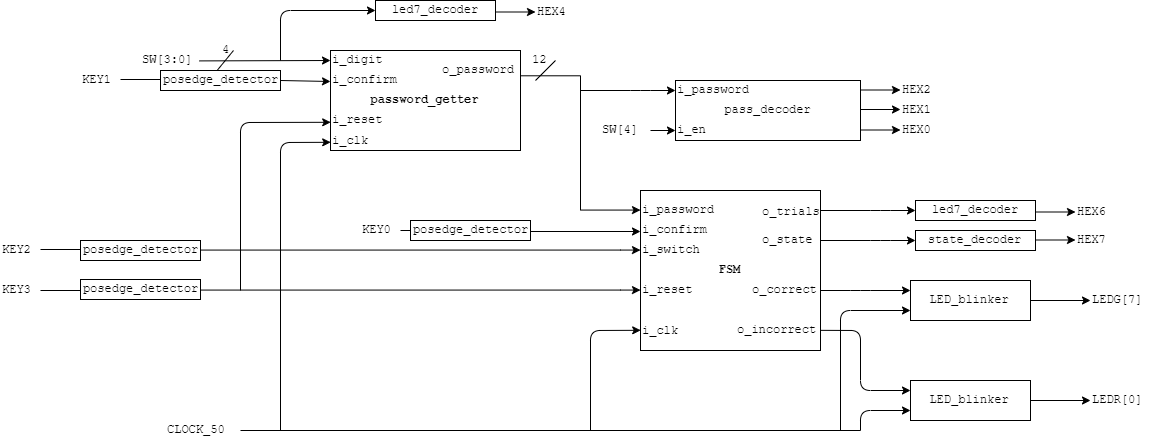 led7_decoder HEX4
4
SW[3:0] i_digit
12
o_password
KEY1 posedge_detector i_confirm
password_getter
i_password HEX2
pass_decoder HEX1
i_reset
SW[4] i_en HEX0
i_clk
i_password o_trials led7_decoder HEX6
KEY0 posedge_detector i_confirm
o_state state_decoder HEX7
KEY2 posedge_detector i_switch
FSM
KEY3 posedge_detector i_reset o_correct
LED_blinker LEDG[7]
i_clk o_incorrect
LED_blinker LEDR[0]
CLOCK_50